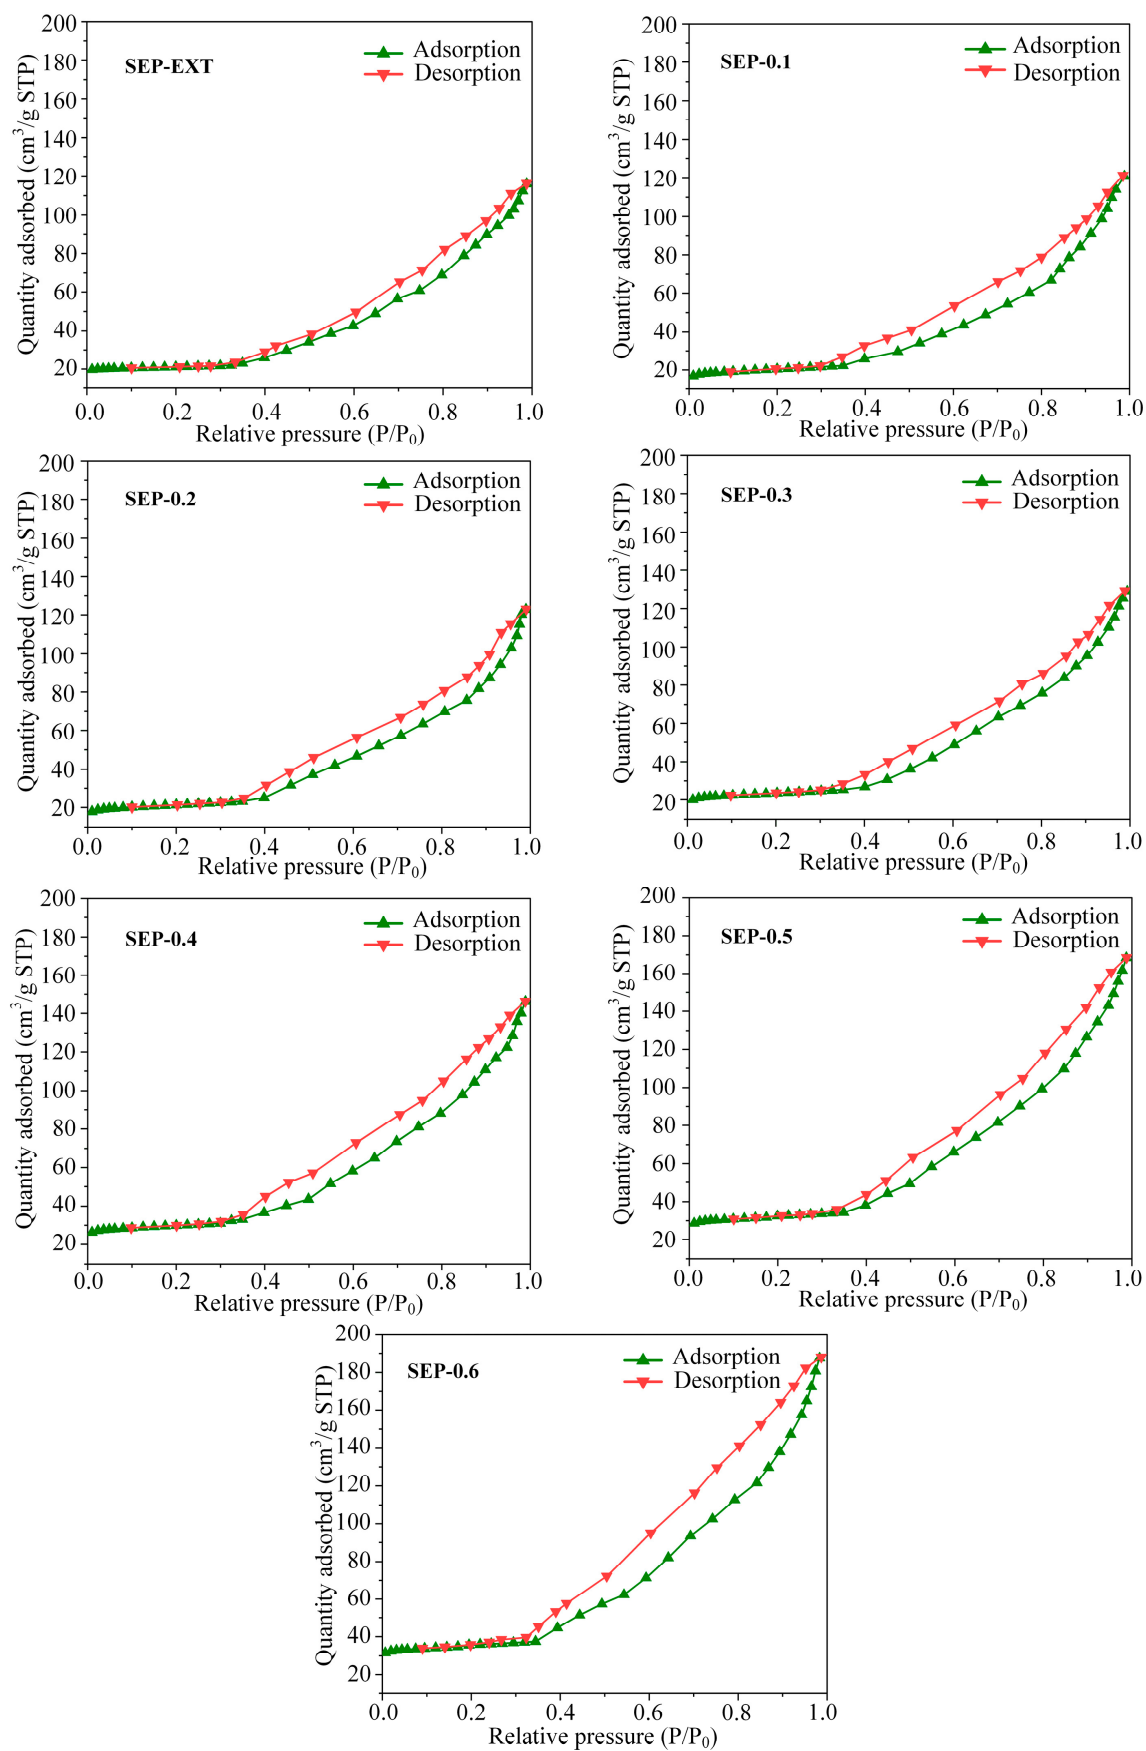 200
180
160
140
120
100
80
60
40
20
Quantity adsorbed (cm³/g STP)
SEP-EXT
Adsorption
Desorption
0.0 0.2 0.4 0.6 0.8 1.0
Relative pressure (P/P₀)
200
180
160
140
120
100
80
60
40
20
Quantity adsorbed (cm³/g STP)
SEP-0.1
Adsorption
Desorption
0.0 0.2 0.4 0.6 0.8 1.0
Relative pressure (P/P₀)
200
180
160
140
120
100
80
60
40
20
Quantity adsorbed (cm³/g STP)
SEP-0.2
Adsorption
Desorption
0.0 0.2 0.4 0.6 0.8 1.0
Relative pressure (P/P₀)
200
180
160
140
120
100
80
60
40
20
Quantity adsorbed (cm³/g STP)
SEP-0.3
Adsorption
Desorption
0.0 0.2 0.4 0.6 0.8 1.0
Relative pressure (P/P₀)
200
180
160
140
120
100
80
60
40
20
Quantity adsorbed (cm³/g STP)
SEP-0.4
Adsorption
Desorption
0.0 0.2 0.4 0.6 0.8 1.0
Relative pressure (P/P₀)
200
180
160
140
120
100
80
60
40
20
Quantity adsorbed (cm³/g STP)
SEP-0.5
Adsorption
Desorption
0.0 0.2 0.4 0.6 0.8 1.0
Relative pressure (P/P₀)
200
180
160
140
120
100
80
60
40
20
Quantity adsorbed (cm³/g STP)
SEP-0.6
Adsorption
Desorption
0.0 0.2 0.4 0.6 0.8 1.0
Relative pressure (P/P₀)